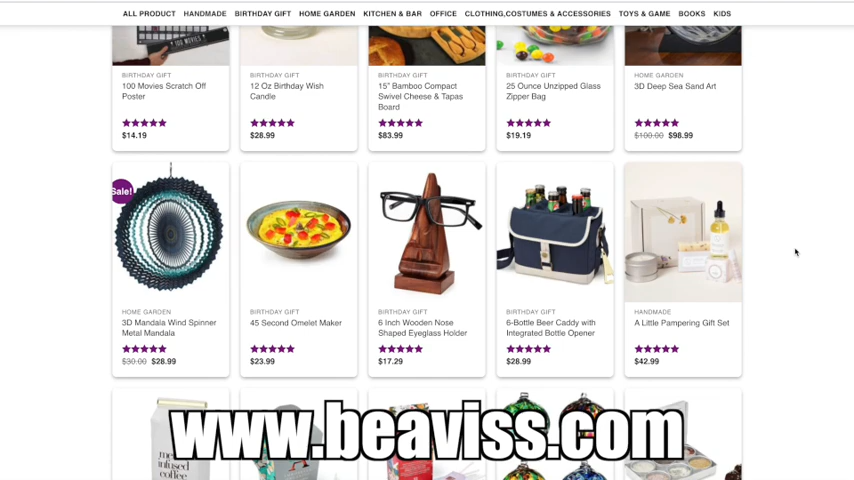 ALL PRODUCT HANDMADE BIRTHDAY GIFT HOME GARDEN KITCHEN & BAR OFFICE CLOTHING,COSTUMES & ACCESSORIES TOYS & GAME BOOKS KIDS
100 MOVIES
BIRTHDAY GIFT
100 Movies Scratch Off
Poster
$14.19
BIRTHDAY GIFT
12 Oz Birthday Wish
Candle
$28.99
BIRTHDAY GIFT
15" Bamboo Compact
Swivel Cheese & Tapas
Board
$83.99
BIRTHDAY GIFT
25 Ounce Unzipped Glass
Zipper Bag
$19.19
HOME GARDEN
3D Deep Sea Sand Art
$100.00 $98.99
Sale!
HOME GARDEN
3D Mandala Wind Spinner
Metal Mandala
$30.00 $28.99
BIRTHDAY GIFT
45 Second Omelet Maker
$23.99
BIRTHDAY GIFT
6 Inch Wooden Nose
Shaped Eyeglass Holder
$17.29
BIRTHDAY GIFT
6-Bottle Beer Caddy with
Integrated Bottle Opener
$28.99
HANDMADE
A Little Pampering Gift Set
$42.99
www.beaviss.com
infused
coffee